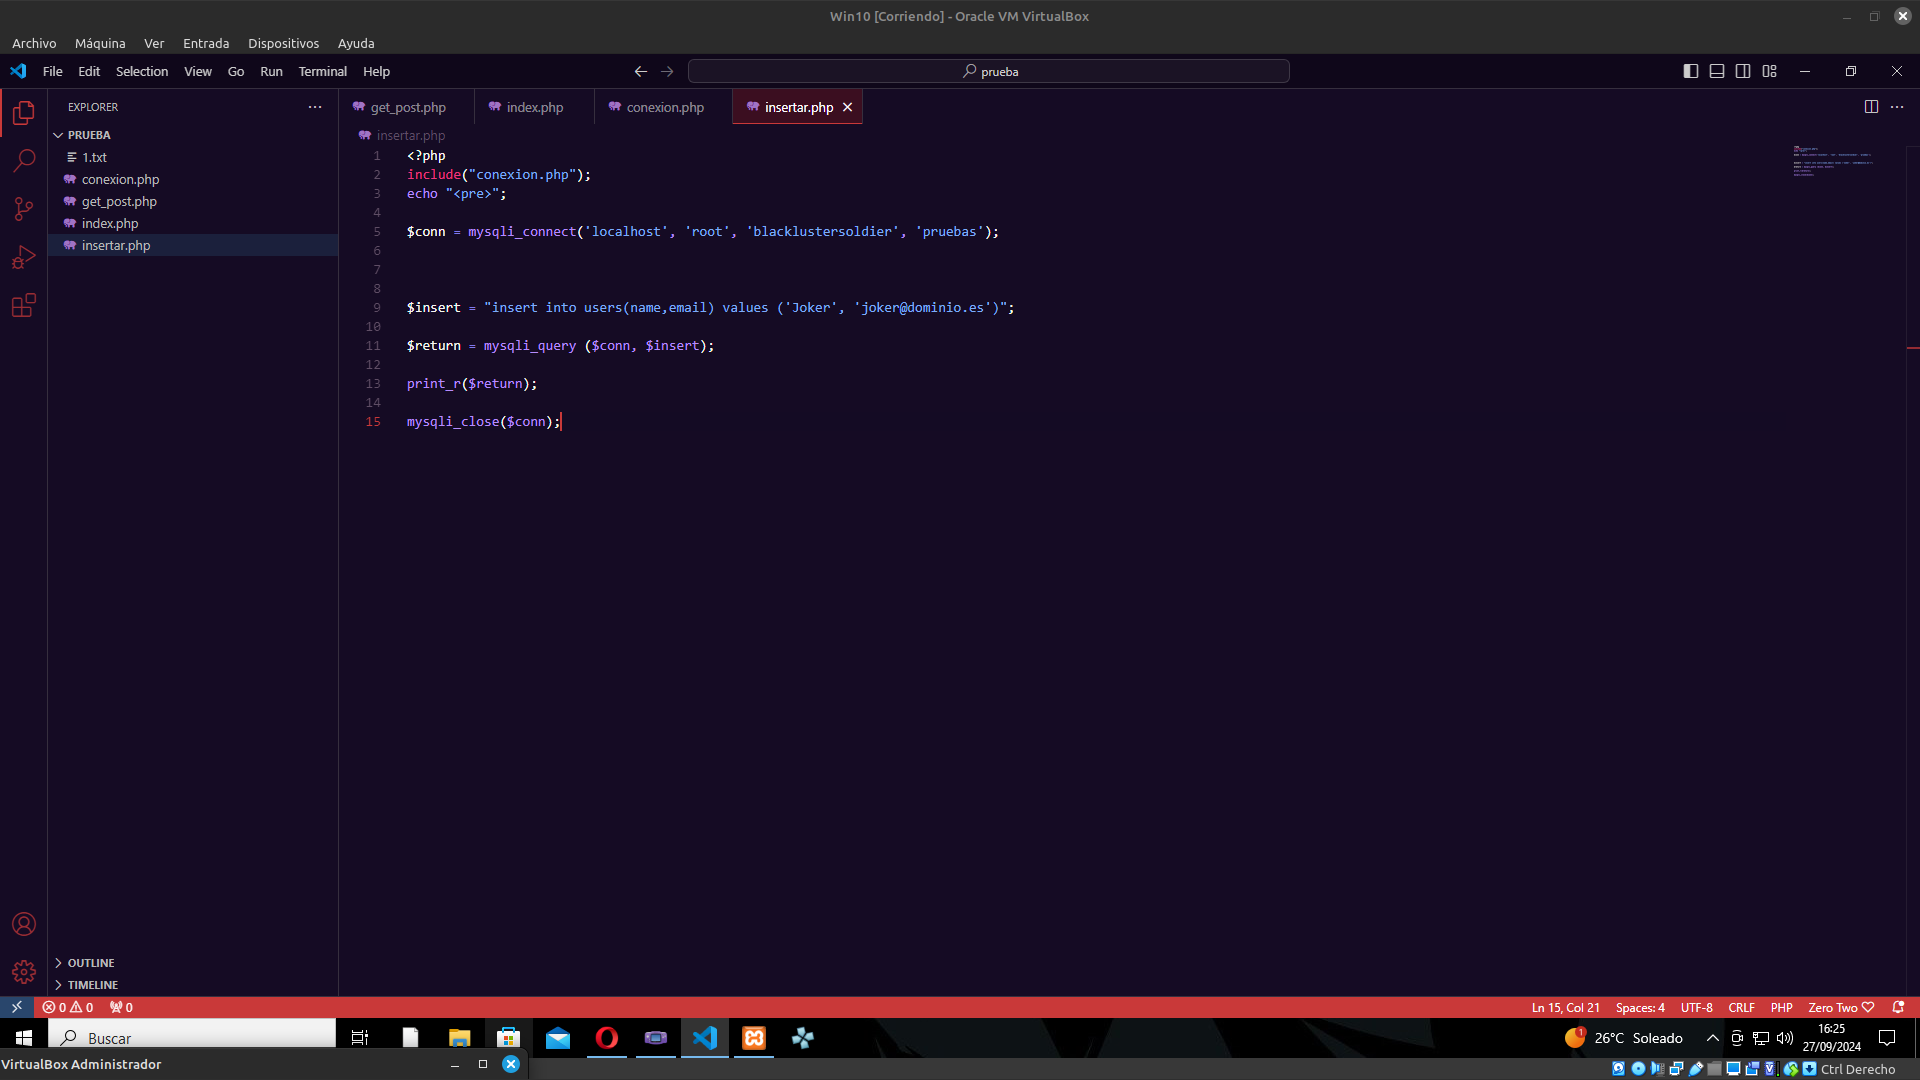 Win10 [Corriendo] - Oracle VM VirtualBox
Archivo Máquina Ver Entrada Dispositivos Ayuda
File Edit Selection View Go Run Terminal Help
prueba
EXPLORER
PRUEBA
1.txt
conexion.php
get_post.php
index.php
insertar.php
OUTLINE
TIMELINE
get_post.php index.php conexion.php insertar.php
insertar.php
1 <?php
2 include("conexion.php");
3 echo "<pre>";
4
5 $conn = mysqli_connect('localhost', 'root', 'blacklustersoldier', 'pruebas');
6
7
8
9 $insert = "insert into users(name,email) values ('Joker', 'joker@dominio.es')";
10
11 $return = mysqli_query ($conn, $insert);
12
13 print_r($return);
14
15 mysqli_close($conn);
0 0 0
Ln 15, Col 21 Spaces: 4 UTF-8 CRLF PHP Zero Two
Buscar
1
26°C Soleado
16:25
27/09/2024
VirtualBox Administrador
Ctrl Derecho